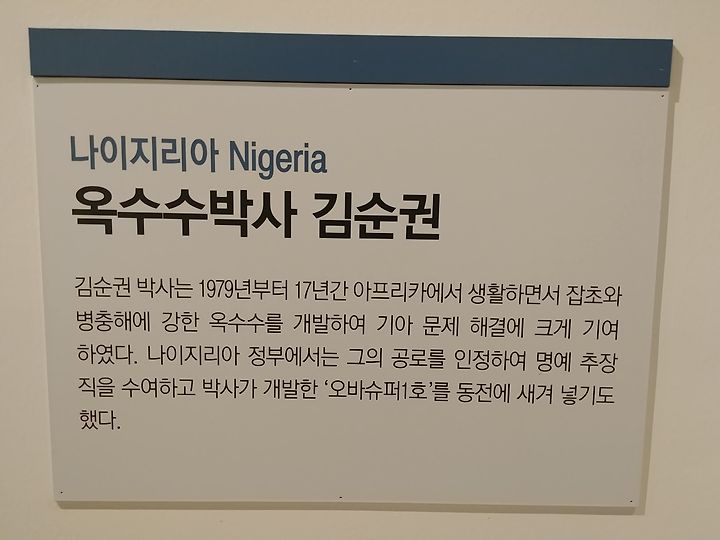 나이지리아 Nigeria
옥수수박사 김순권
김순권 박사는 1979년부터 17년간 아프리카에서 생활하면서 잡초와
병충해에 강한 옥수수를 개발하여 기아 문제 해결에 크게 기여
하였다. 나이지리아 정부에서는 그의 공로를 인정하여 명예 추장
직을 수여하고 박사가 개발한 ‘오바슈퍼1호’를 동전에 새겨 넣기도
했다.